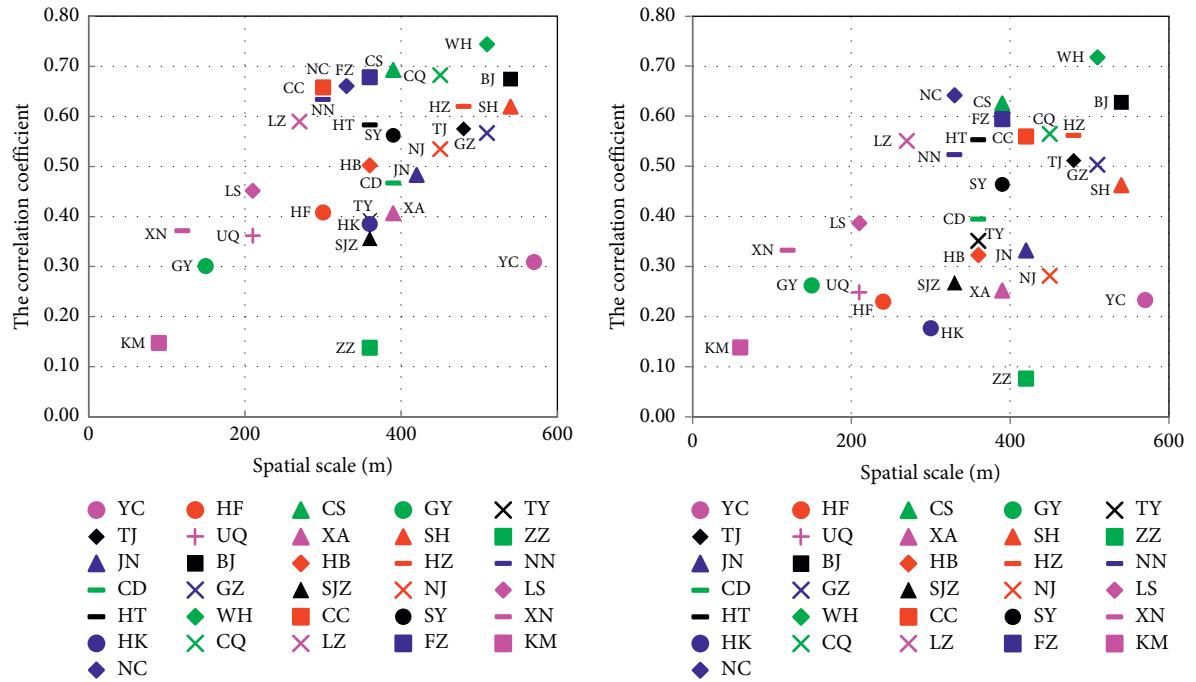 The correlation coefficient
0.80
0.70
0.60
0.50
0.40
0.30
0.20
0.10
0.00
WH
CS
NC
FZ
CQ
BJ
CC
NN
HZ
SH
LZ
HT
SY
TJ
GZ
NJ
HB
JN
CD
LS
TY
XA
HF
HK
XN
UQ
SJZ
GY
YC
KM
ZZ
0
200
400
600
Spatial scale (m)
YC HF CS GY TY
TJ UQ XA SH ZZ
JN BJ HB HZ NN
CD GZ SJZ NJ LS
HT WH CC SY XN
HK CQ LZ FZ KM
NC
The correlation coefficient
0.80
0.70
0.60
0.50
0.40
0.30
0.20
0.10
0.00
WH
NC
BJ
CS
FZ
CQ
HZ
HT
CC
LZ
NN
TJ
GZ
SY
SH
LS
CD
TY
XN
HB
JN
NJ
GY
UQ
SJZ
XA
HF
YC
HK
KM
ZZ
0
200
400
600
Spatial scale (m)
YC HF CS GY TY
TJ UQ XA SH ZZ
JN BJ HB HZ NN
CD GZ SJZ NJ LS
HT WH CC SY XN
HK CQ LZ FZ KM
NC